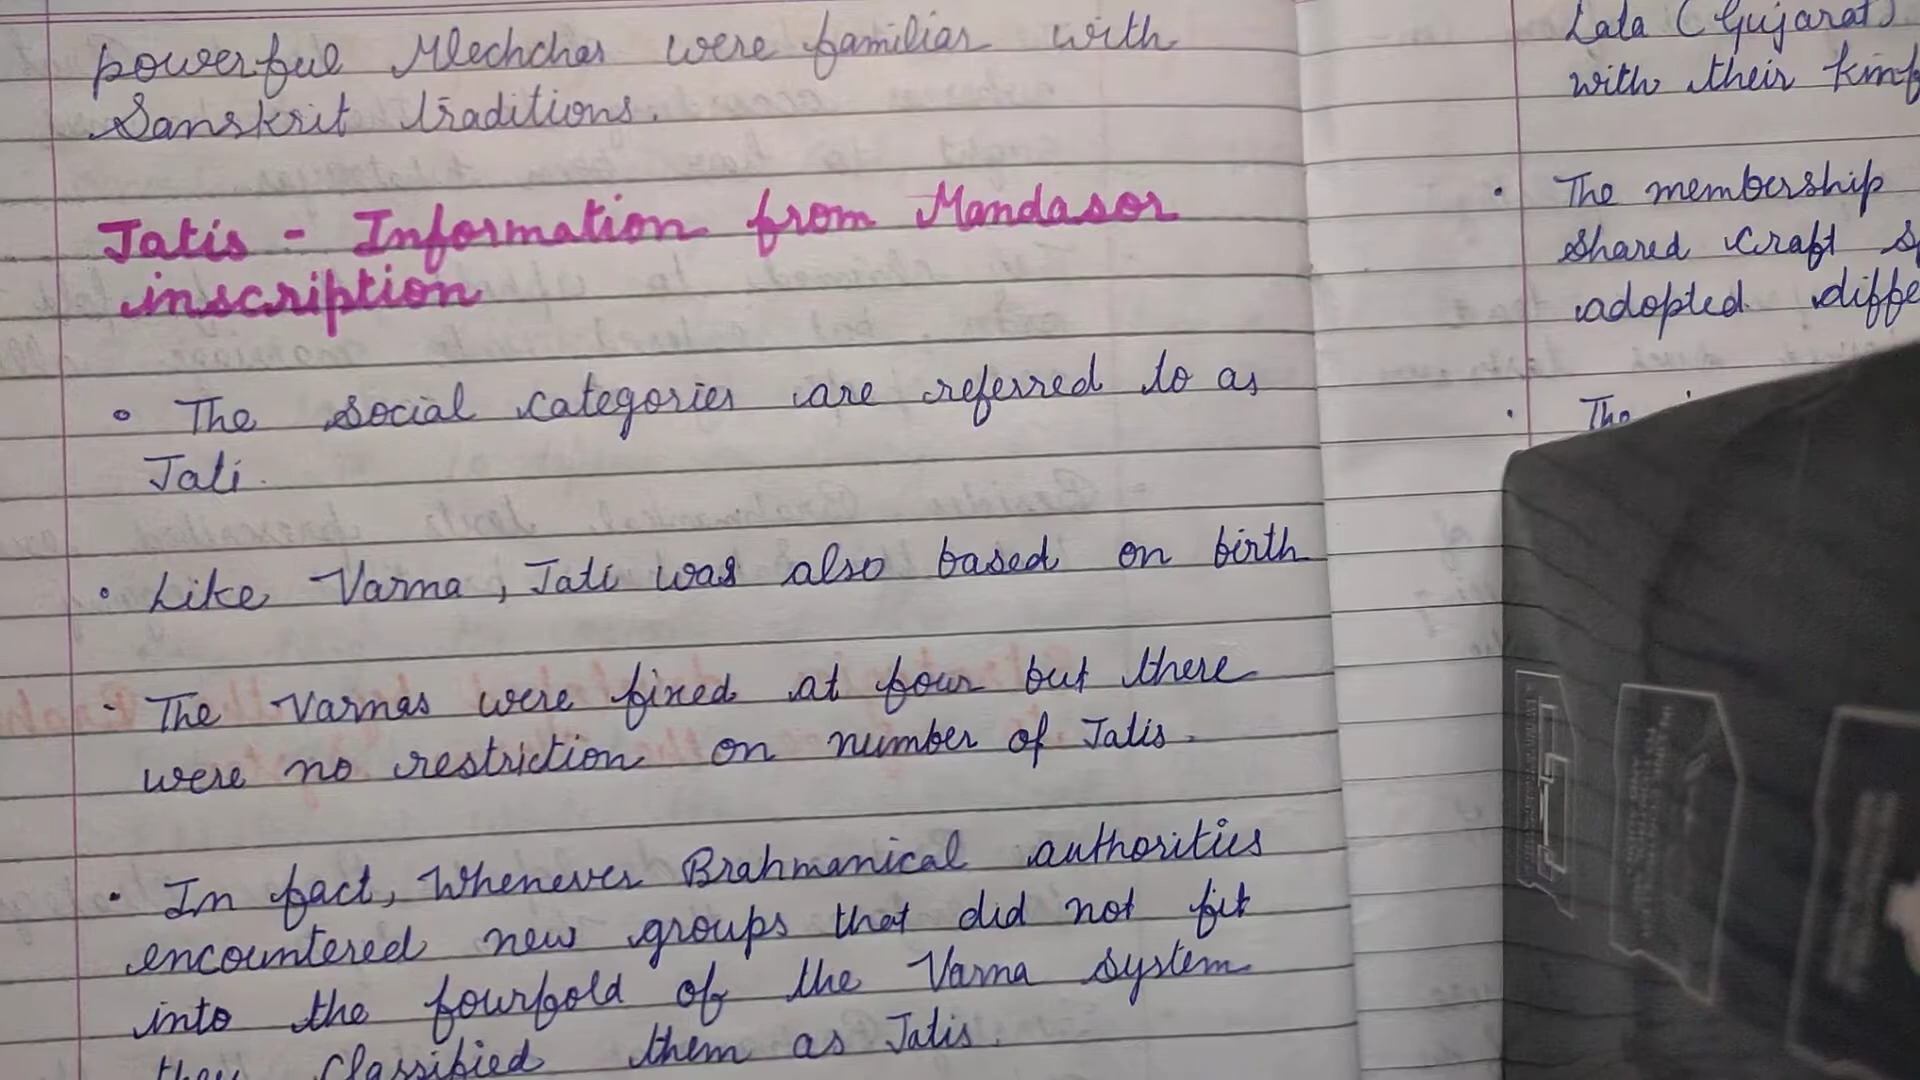 powerful Mlechchas were familiar with
Sanskrit traditions.
Jatis - Information from Mandasor
inscription
• The social categories are referred to as
Jati.
• Like Varna, Jati was also based on birth
• The Varnas were fixed at four but there
were no restriction on number of Jatis.
• In fact, Whenever Brahmanical authorities
encountered new groups that did not fit
into the fourfold of the Varna system
they classified them as Jatis.
Lata (Gujarat)
with their
• The membership
shared craft
adopted
• The